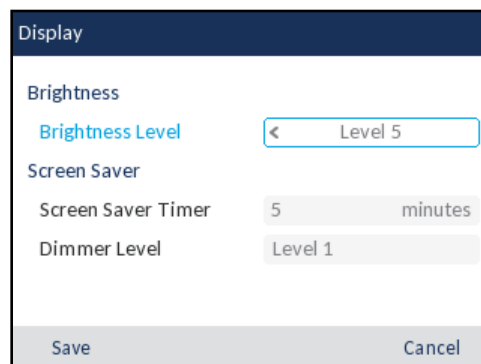 Display
Brightness
Brightness Level < Level 5
Screen Saver
Screen Saver Timer 5 minutes
Dimmer Level Level 1
Save Cancel